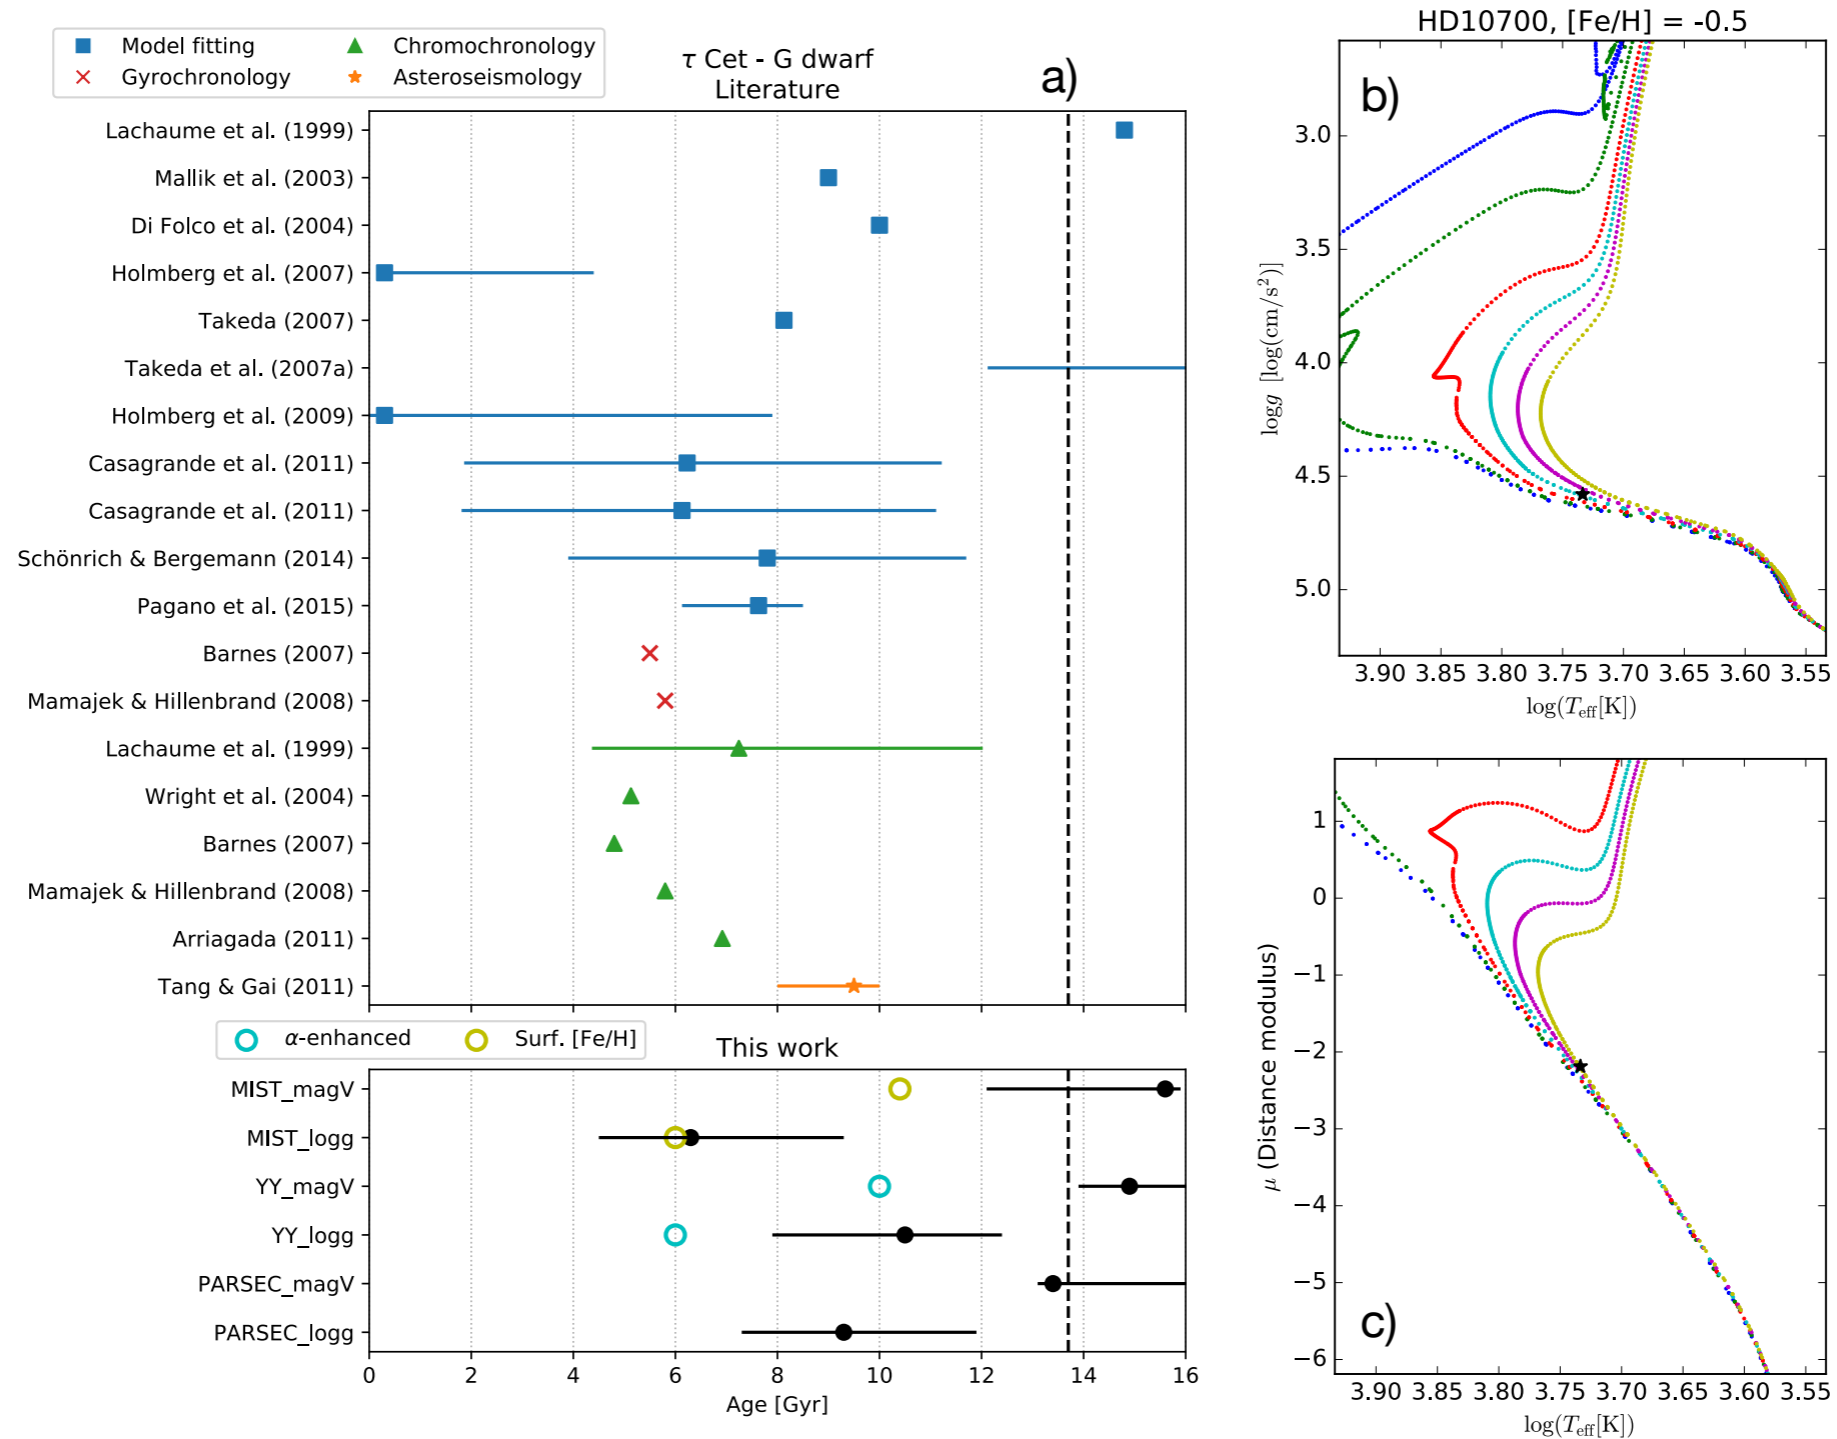 Model fitting
Chromochronology
Gyrochronology
Asteroseismology
τ Cet - G dwarf
Literature
a)
Lachaume et al. (1999)
Mallik et al. (2003)
Di Folco et al. (2004)
Holmberg et al. (2007)
Takeda (2007)
Takeda et al. (2007a)
Holmberg et al. (2009)
Casagrande et al. (2011)
Casagrande et al. (2011)
Schönrich & Bergemann (2014)
Pagano et al. (2015)
Barnes (2007)
Mamajek & Hillenbrand (2008)
Lachaume et al. (1999)
Wright et al. (2004)
Barnes (2007)
Mamajek & Hillenbrand (2008)
Arriagada (2011)
Tang & Gai (2011)
α-enhanced
Surf. [Fe/H]
This work
MIST_magV
MIST_logg
YY_magV
YY_logg
PARSEC_magV
PARSEC_logg
0 2 4 6 8 10 12 14 16
Age [Gyr]
HD10700, [Fe/H] = -0.5
b)
3.0
3.5
4.0
4.5
5.0
logg [log(cm/s²)]
3.90 3.85 3.80 3.75 3.70 3.65 3.60 3.55
log(Teff[K])
1
0
−1
−2
−3
−4
−5
−6
μ (Distance modulus)
c)
3.90 3.85 3.80 3.75 3.70 3.65 3.60 3.55
log(Teff[K])